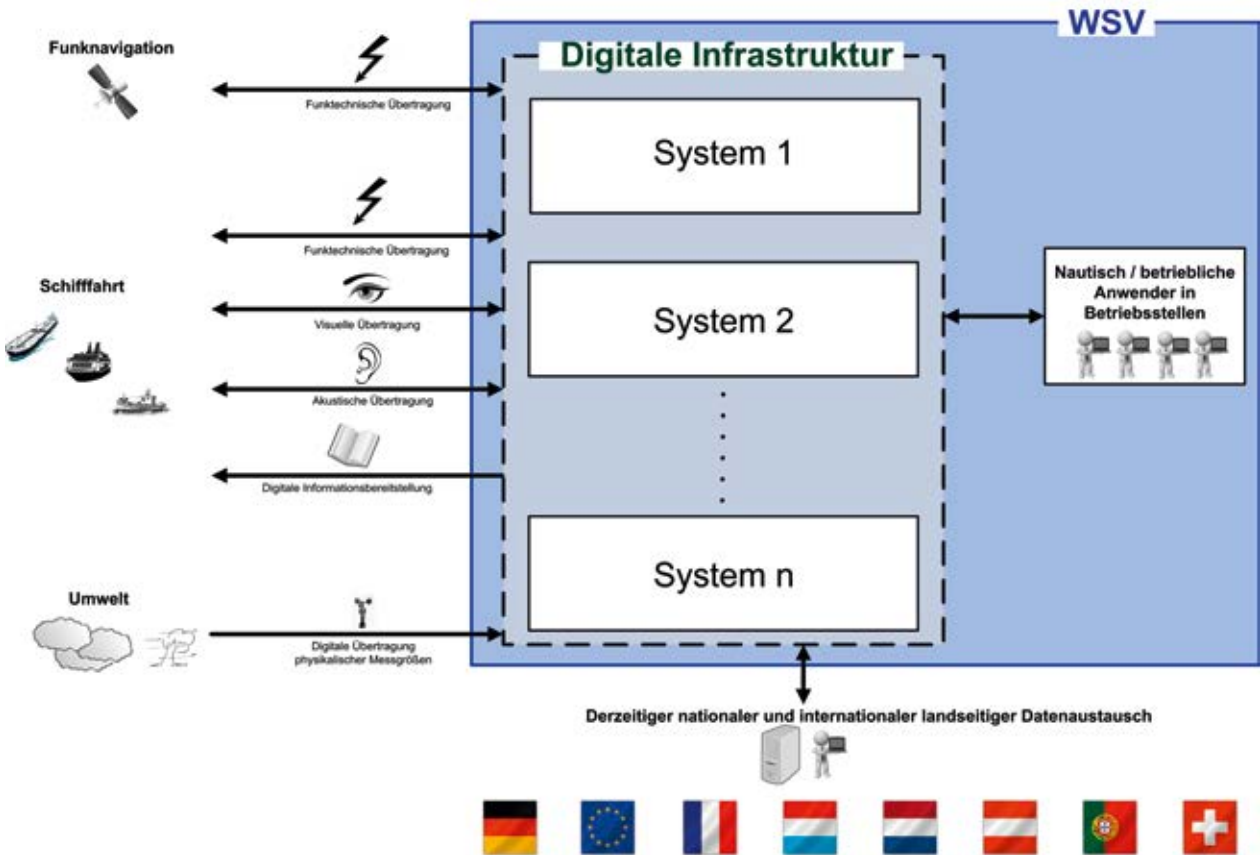 WSV
Funknavigation
Digitale Infrastruktur
Funktechnische Übertragung
System 1
Funktechnische Übertragung
Schifffahrt
Visuelle Übertragung
System 2
Nautisch / betriebliche
Anwender in
Betriebsstellen
Akustische Übertragung
Digitale Informationsbereitstellung
System n
Umwelt
Digitale Übertragung
physikalischer Messgrößen
Derzeitiger nationaler und internationaler landseitiger Datenaustausch